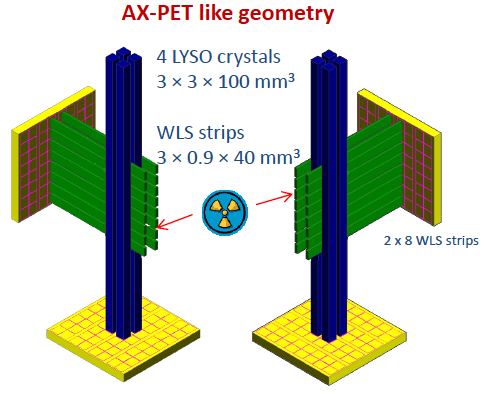 AX-PET like geometry
4 LYSO crystals
3 × 3 × 100 mm³
WLS strips
3 × 0.9 × 40 mm³
2 x 8 WLS strips